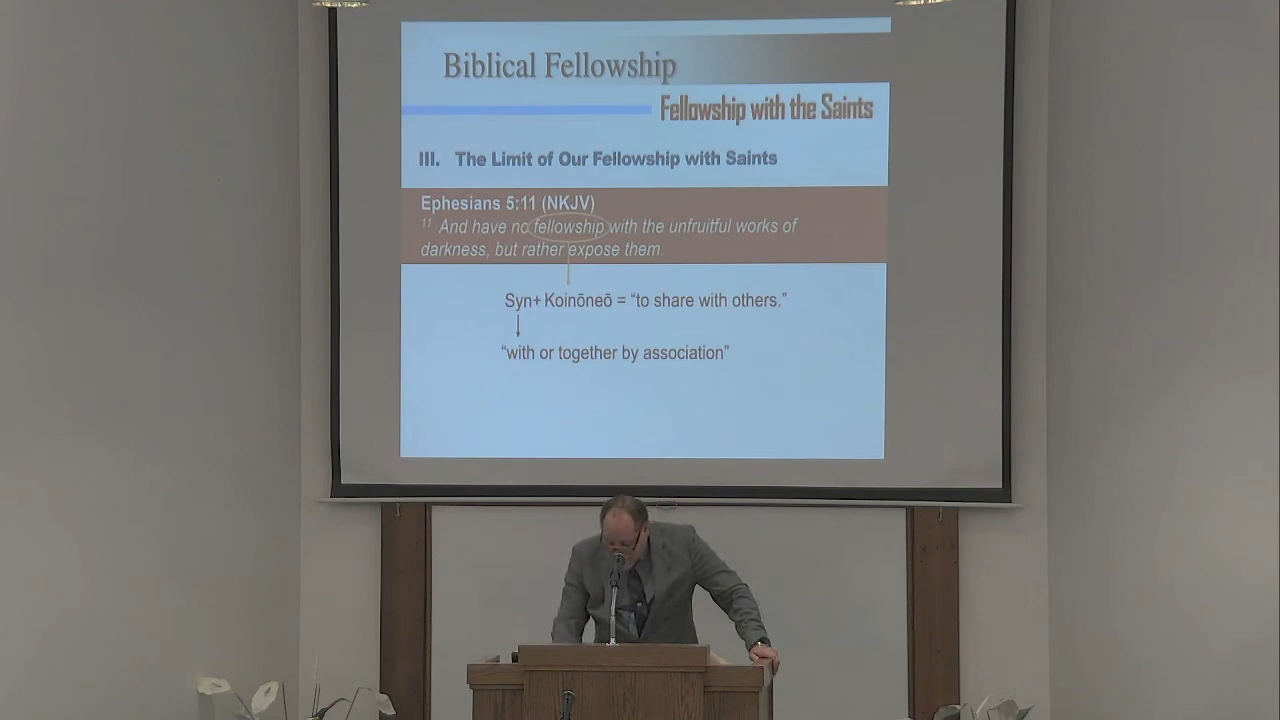 Biblical Fellowship
Fellowship with the Saints
III. The Limit of Our Fellowship with Saints
Ephesians 5:11 (NKJV)
11 And have no fellowship with the unfruitful works of
darkness, but rather expose them.
Syn+ Koinōneō = “to share with others.”
“with or together by association”